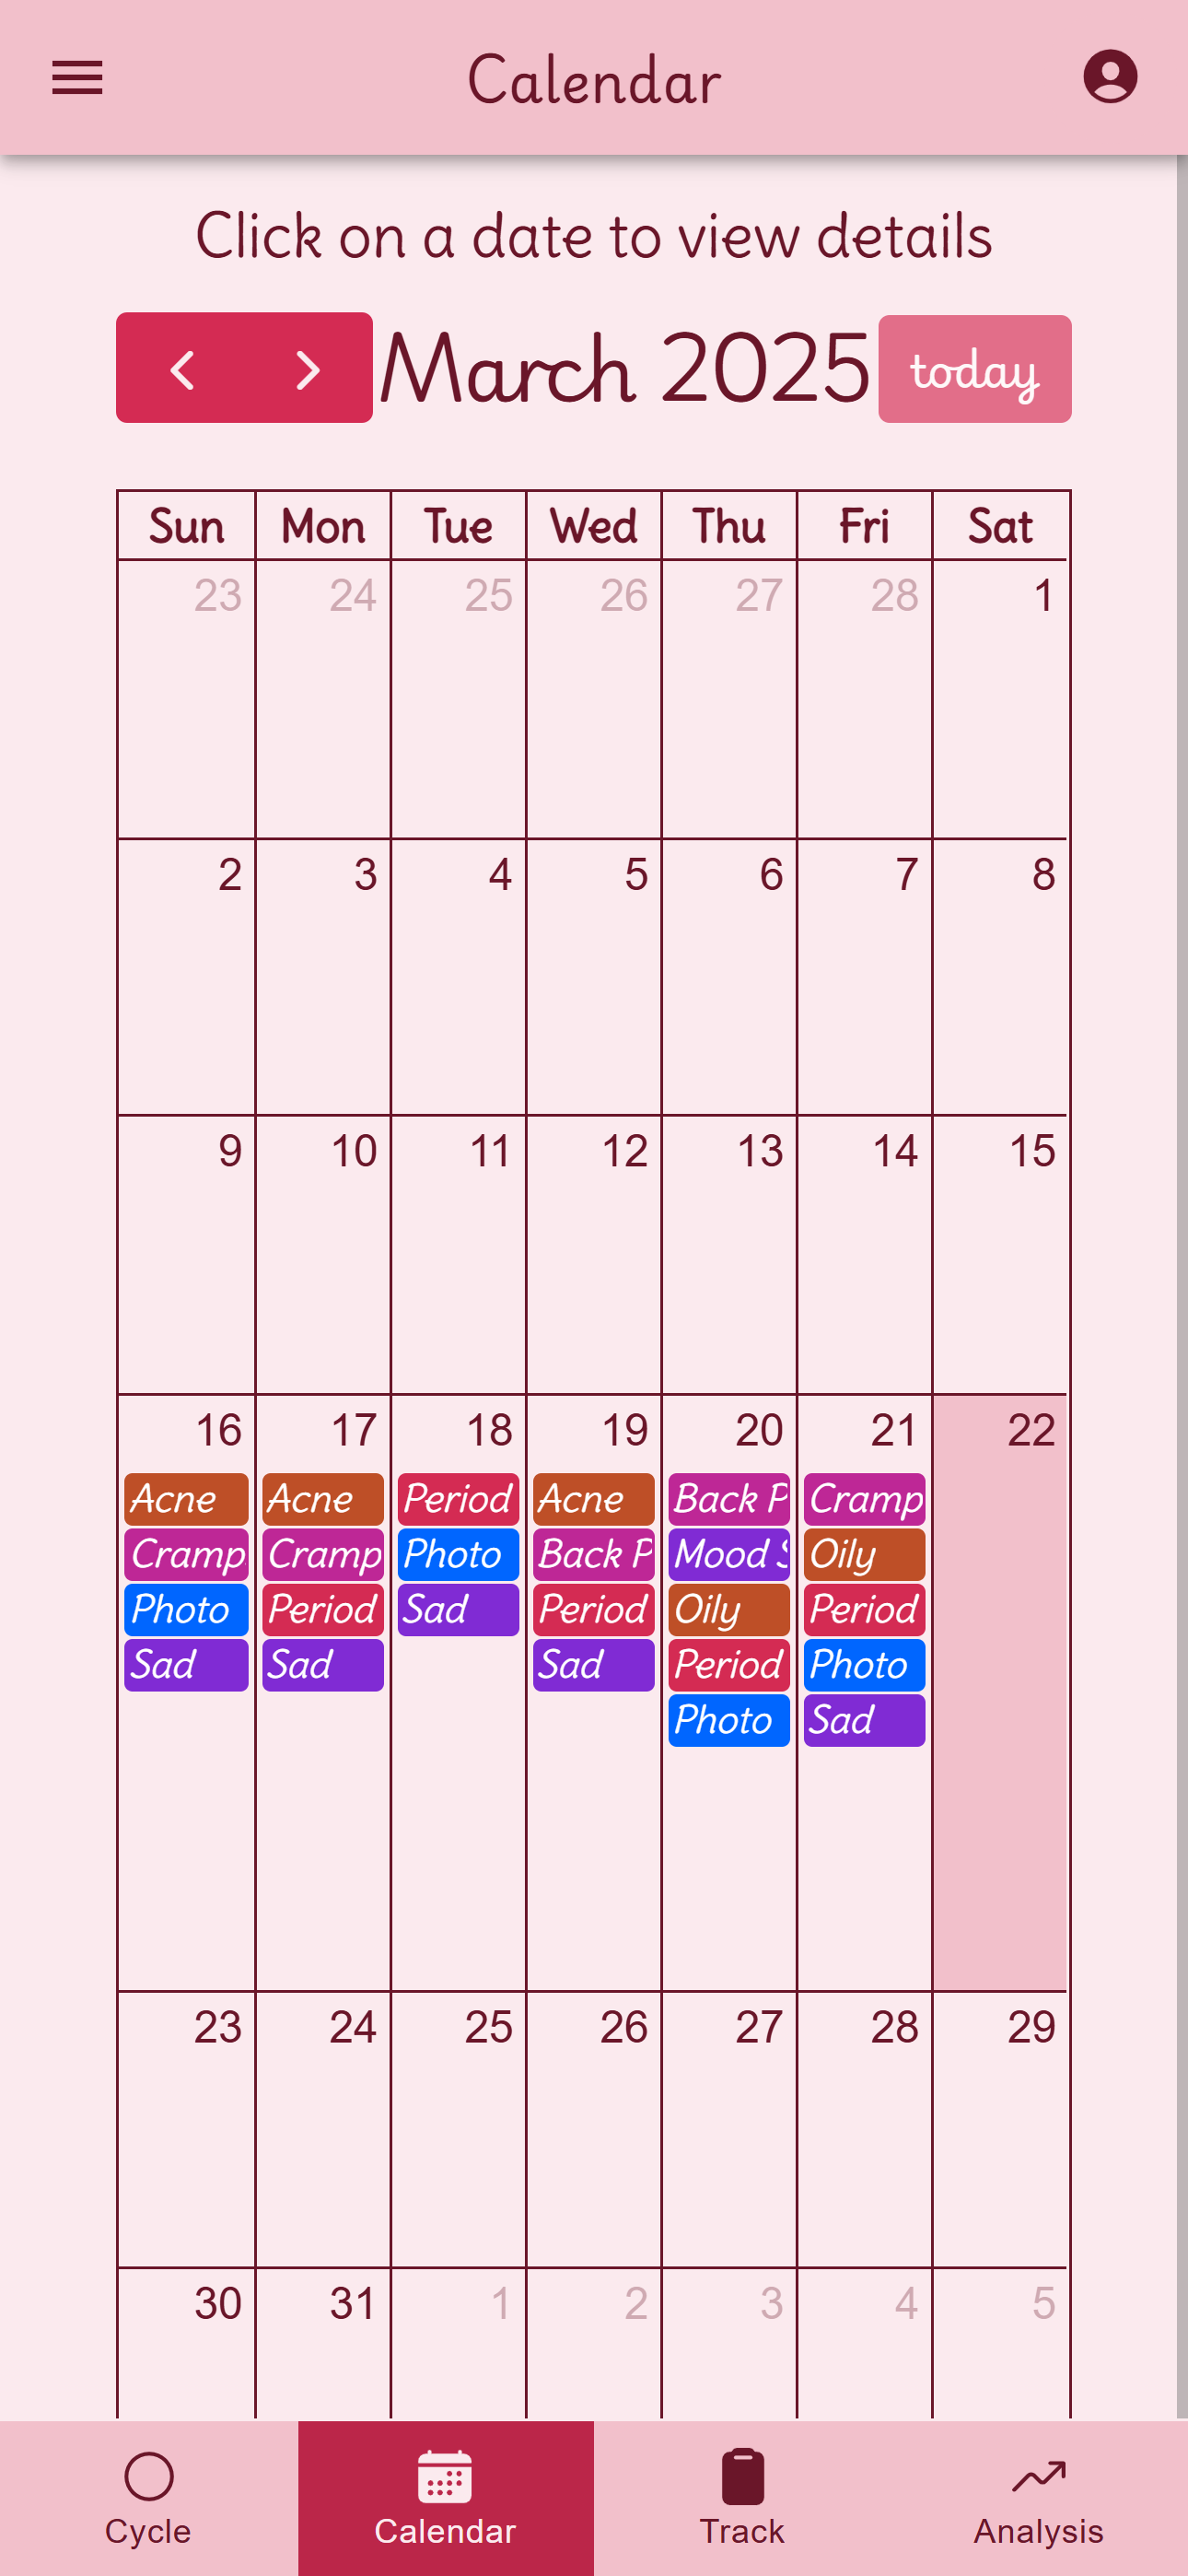 Calendar
Click on a date to view details
March 2025 today
Sun Mon Tue Wed Thu Fri Sat
23 24 25 26 27 28 1
2 3 4 5 6 7 8
9 10 11 12 13 14 15
16 17 18 19 20 21 22
Acne Acne Period Acne Back P Cramp
Cramp Cramp Photo Back P Mood S Oily
Photo Period Sad Period Oily Period
Sad Sad Sad Period Photo
Photo Sad
23 24 25 26 27 28 29
30 31 1 2 3 4 5
Cycle Calendar Track Analysis